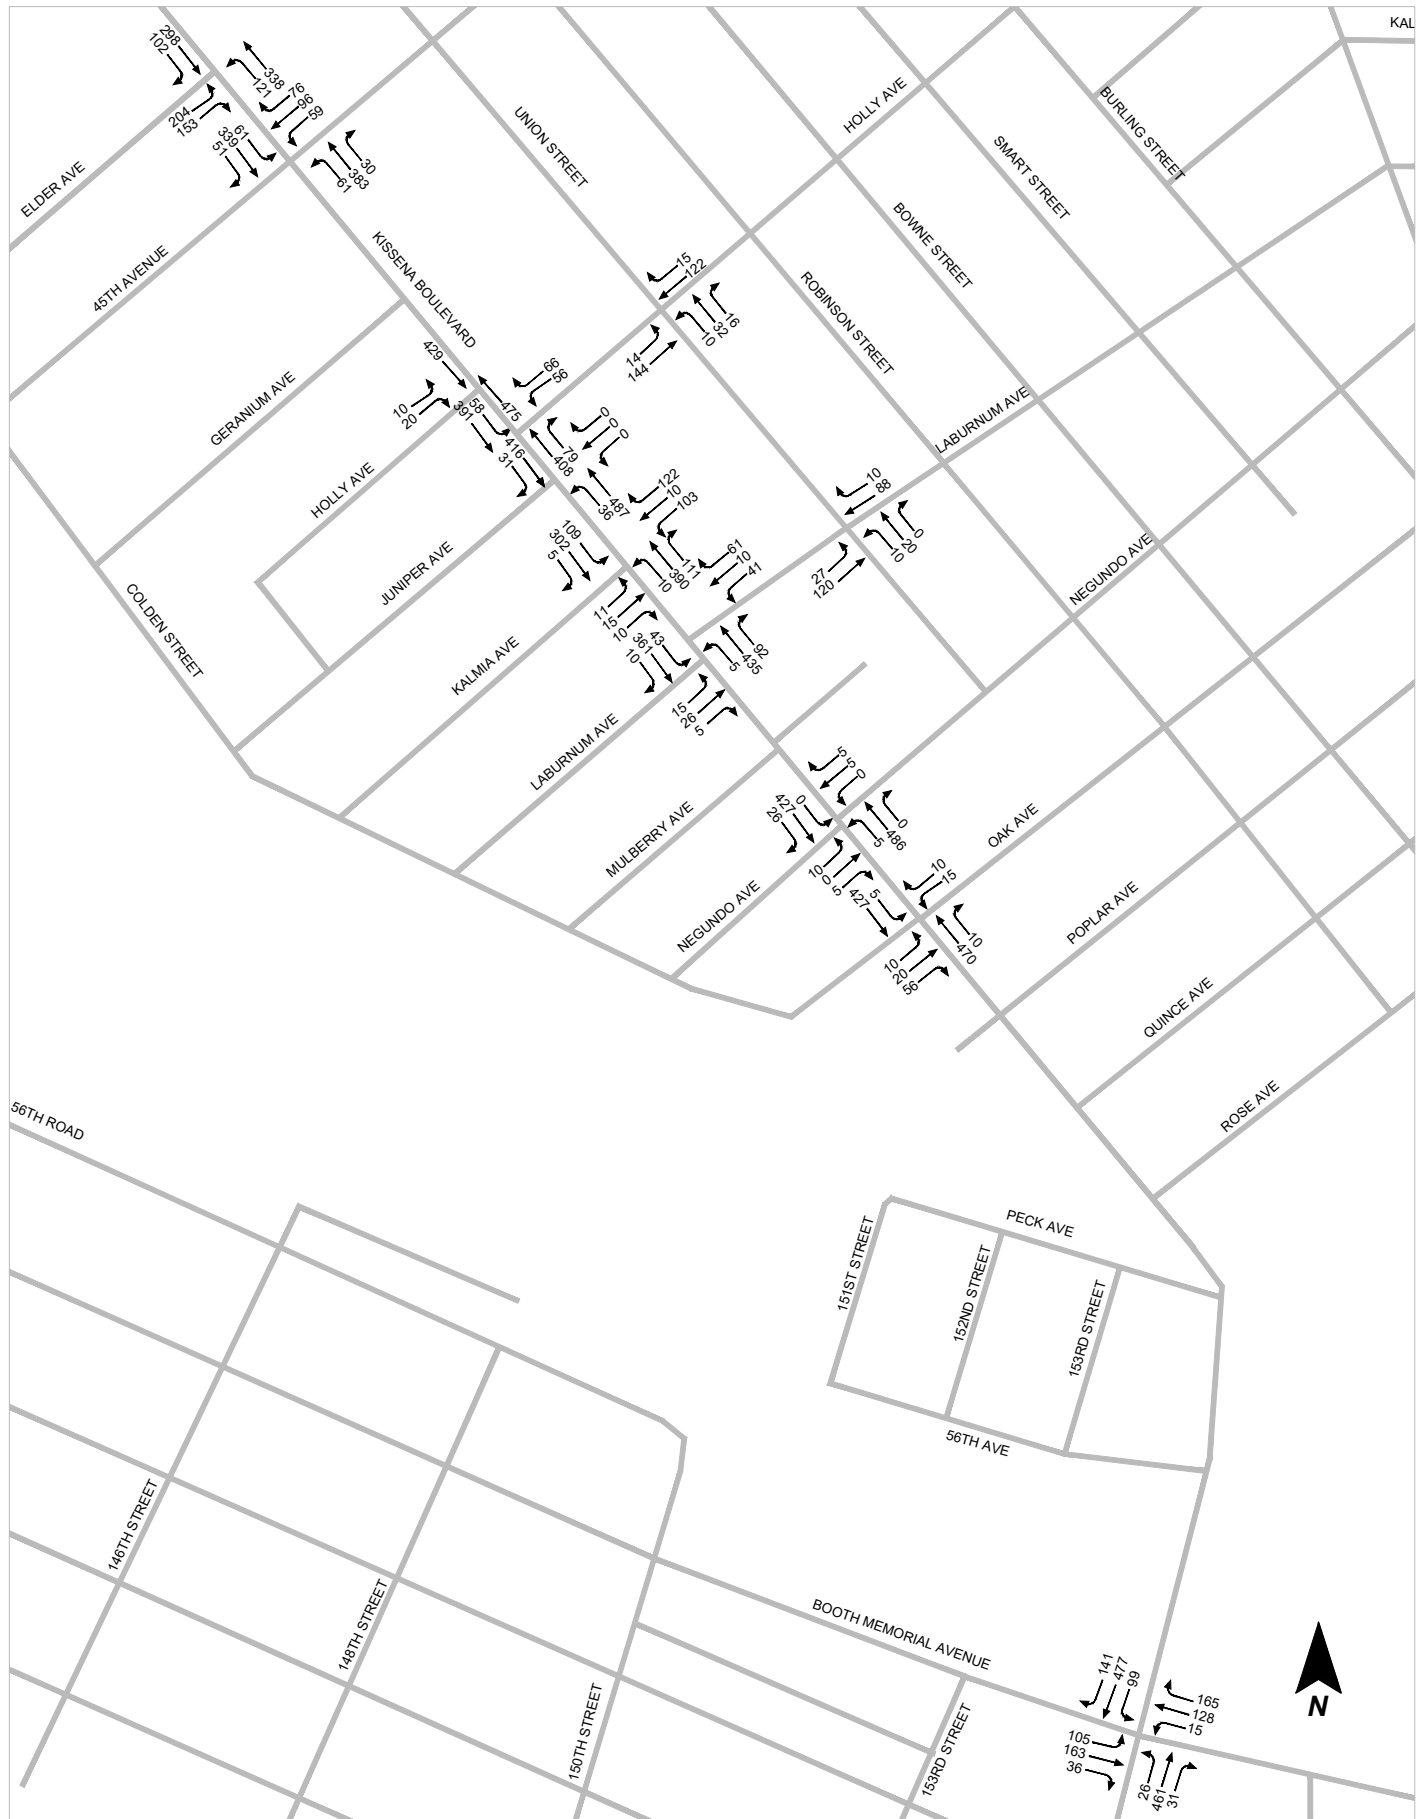 KAL
298
102
338
121
76
96
59
204
153
61
339
51
30
383
61
ELDER AVE
45TH AVENUE
UNION STREET
HOLLY AVE
BURLING STREET
SMART STREET
BOWNE STREET
ROBINSON STREET
KISSENA BOULEVARD
15
122
16
32
10
14
144
429
66
56
475
10
20
GERANIUM AVE
HOLLY AVE
58
391
31
416
79
408
0
0
0
487
36
LABURNUM AVE
10
88
0
20
10
27
120
122
10
103
109
302
5
111
390
10
11
15
10
61
10
41
JUNIPER AVE
KALMIA AVE
COLDEN STREET
NEGUNDO AVE
43
361
10
92
435
5
15
26
5
LABURNUM AVE
MULBERRY AVE
NEGUNDO AVE
5
5
0
0
427
26
0
486
5
10
0
5
OAK AVE
10
15
5
427
10
470
10
20
56
POPLAR AVE
QUINCE AVE
ROSE AVE
56TH ROAD
PECK AVE
151ST STREET
152ND STREET
153RD STREET
56TH AVE
146TH STREET
148TH STREET
150TH STREET
BOOTH MEMORIAL AVENUE
153RD STREET
141
477
99
165
128
15
105
163
36
26
461
31
N